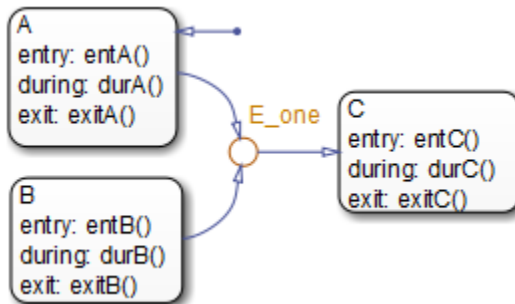 A
entry: entA()
during: durA()
exit: exitA()
E_one
C
entry: entC()
during: durC()
exit: exitC()
B
entry: entB()
during: durB()
exit: exitB()